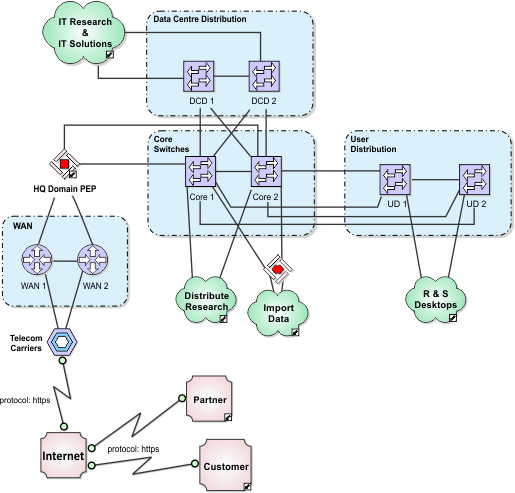 IT Research
&
IT Solutions
Data Centre Distribution
DCD 1
DCD 2
Core
Switches
User
Distribution
HQ Domain PEP
Core 1
Core 2
UD 1
UD 2
WAN
WAN 1
WAN 2
Distribute
Research
Import
Data
R & S
Desktops
Telecom
Carriers
protocol: https
Partner
protocol: https
Internet
Customer